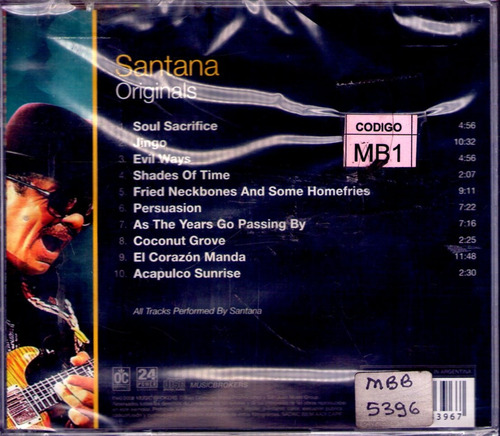 Santana
Originals
CODIGO
MB1
1. Soul Sacrifice 4:56
2. Jingo 10:32
3. Evil Ways 4:56
4. Shades Of Time 2:07
5. Fried Neckbones And Some Homefries 9:11
6. Persuasion 7:22
7. As The Years Go Passing By 7:16
8. Coconut Grove 2:25
9. El Corazón Manda 11:48
10. Acapulco Sunrise 2:30
All Tracks Performed By Santana
24
MUSICBROKERS
IN ARGENTINA
MBB
5396
3967